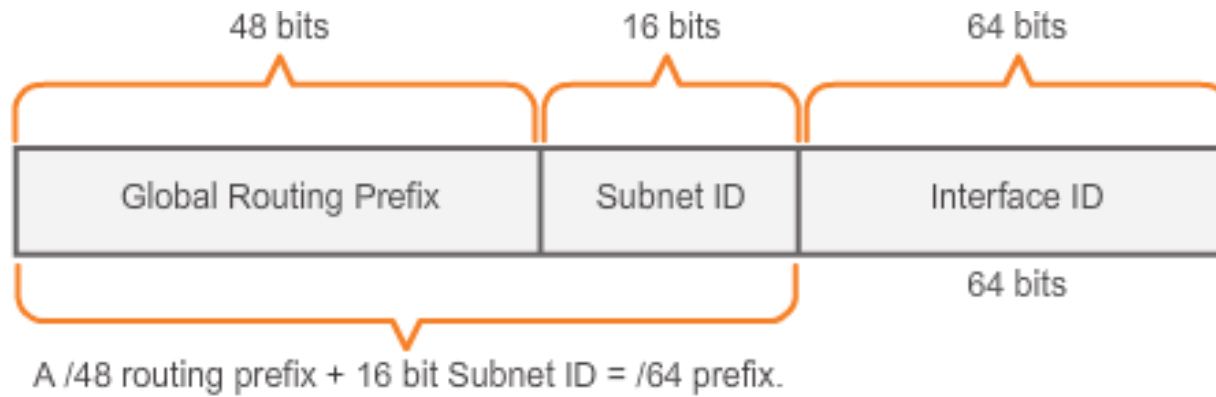 48 bits
16 bits
64 bits
Global Routing Prefix
Subnet ID
Interface ID
64 bits
A /48 routing prefix + 16 bit Subnet ID = /64 prefix.